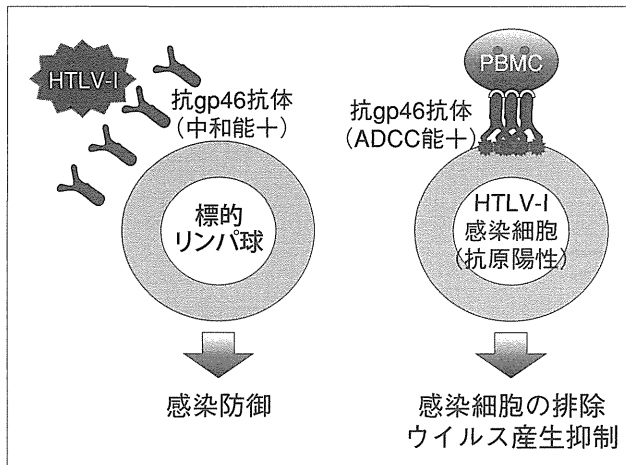 HTLV-I
抗gp46抗体
(中和能+)
標的
リンパ球
感染防御
PBMC
抗gp46抗体
(ADCC能+)
HTLV-I
感染細胞
(抗原陽性)
感染細胞の排除
ウイルス産生抑制